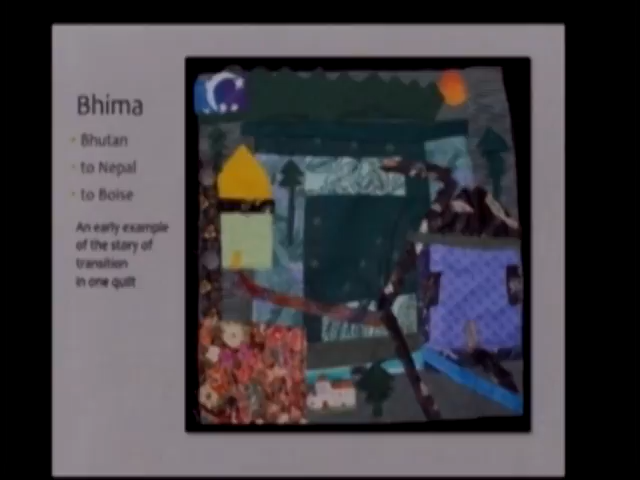 Bhima
Bhutan
to Nepal
to Boise
An early example
of the story of
transition
in one quilt